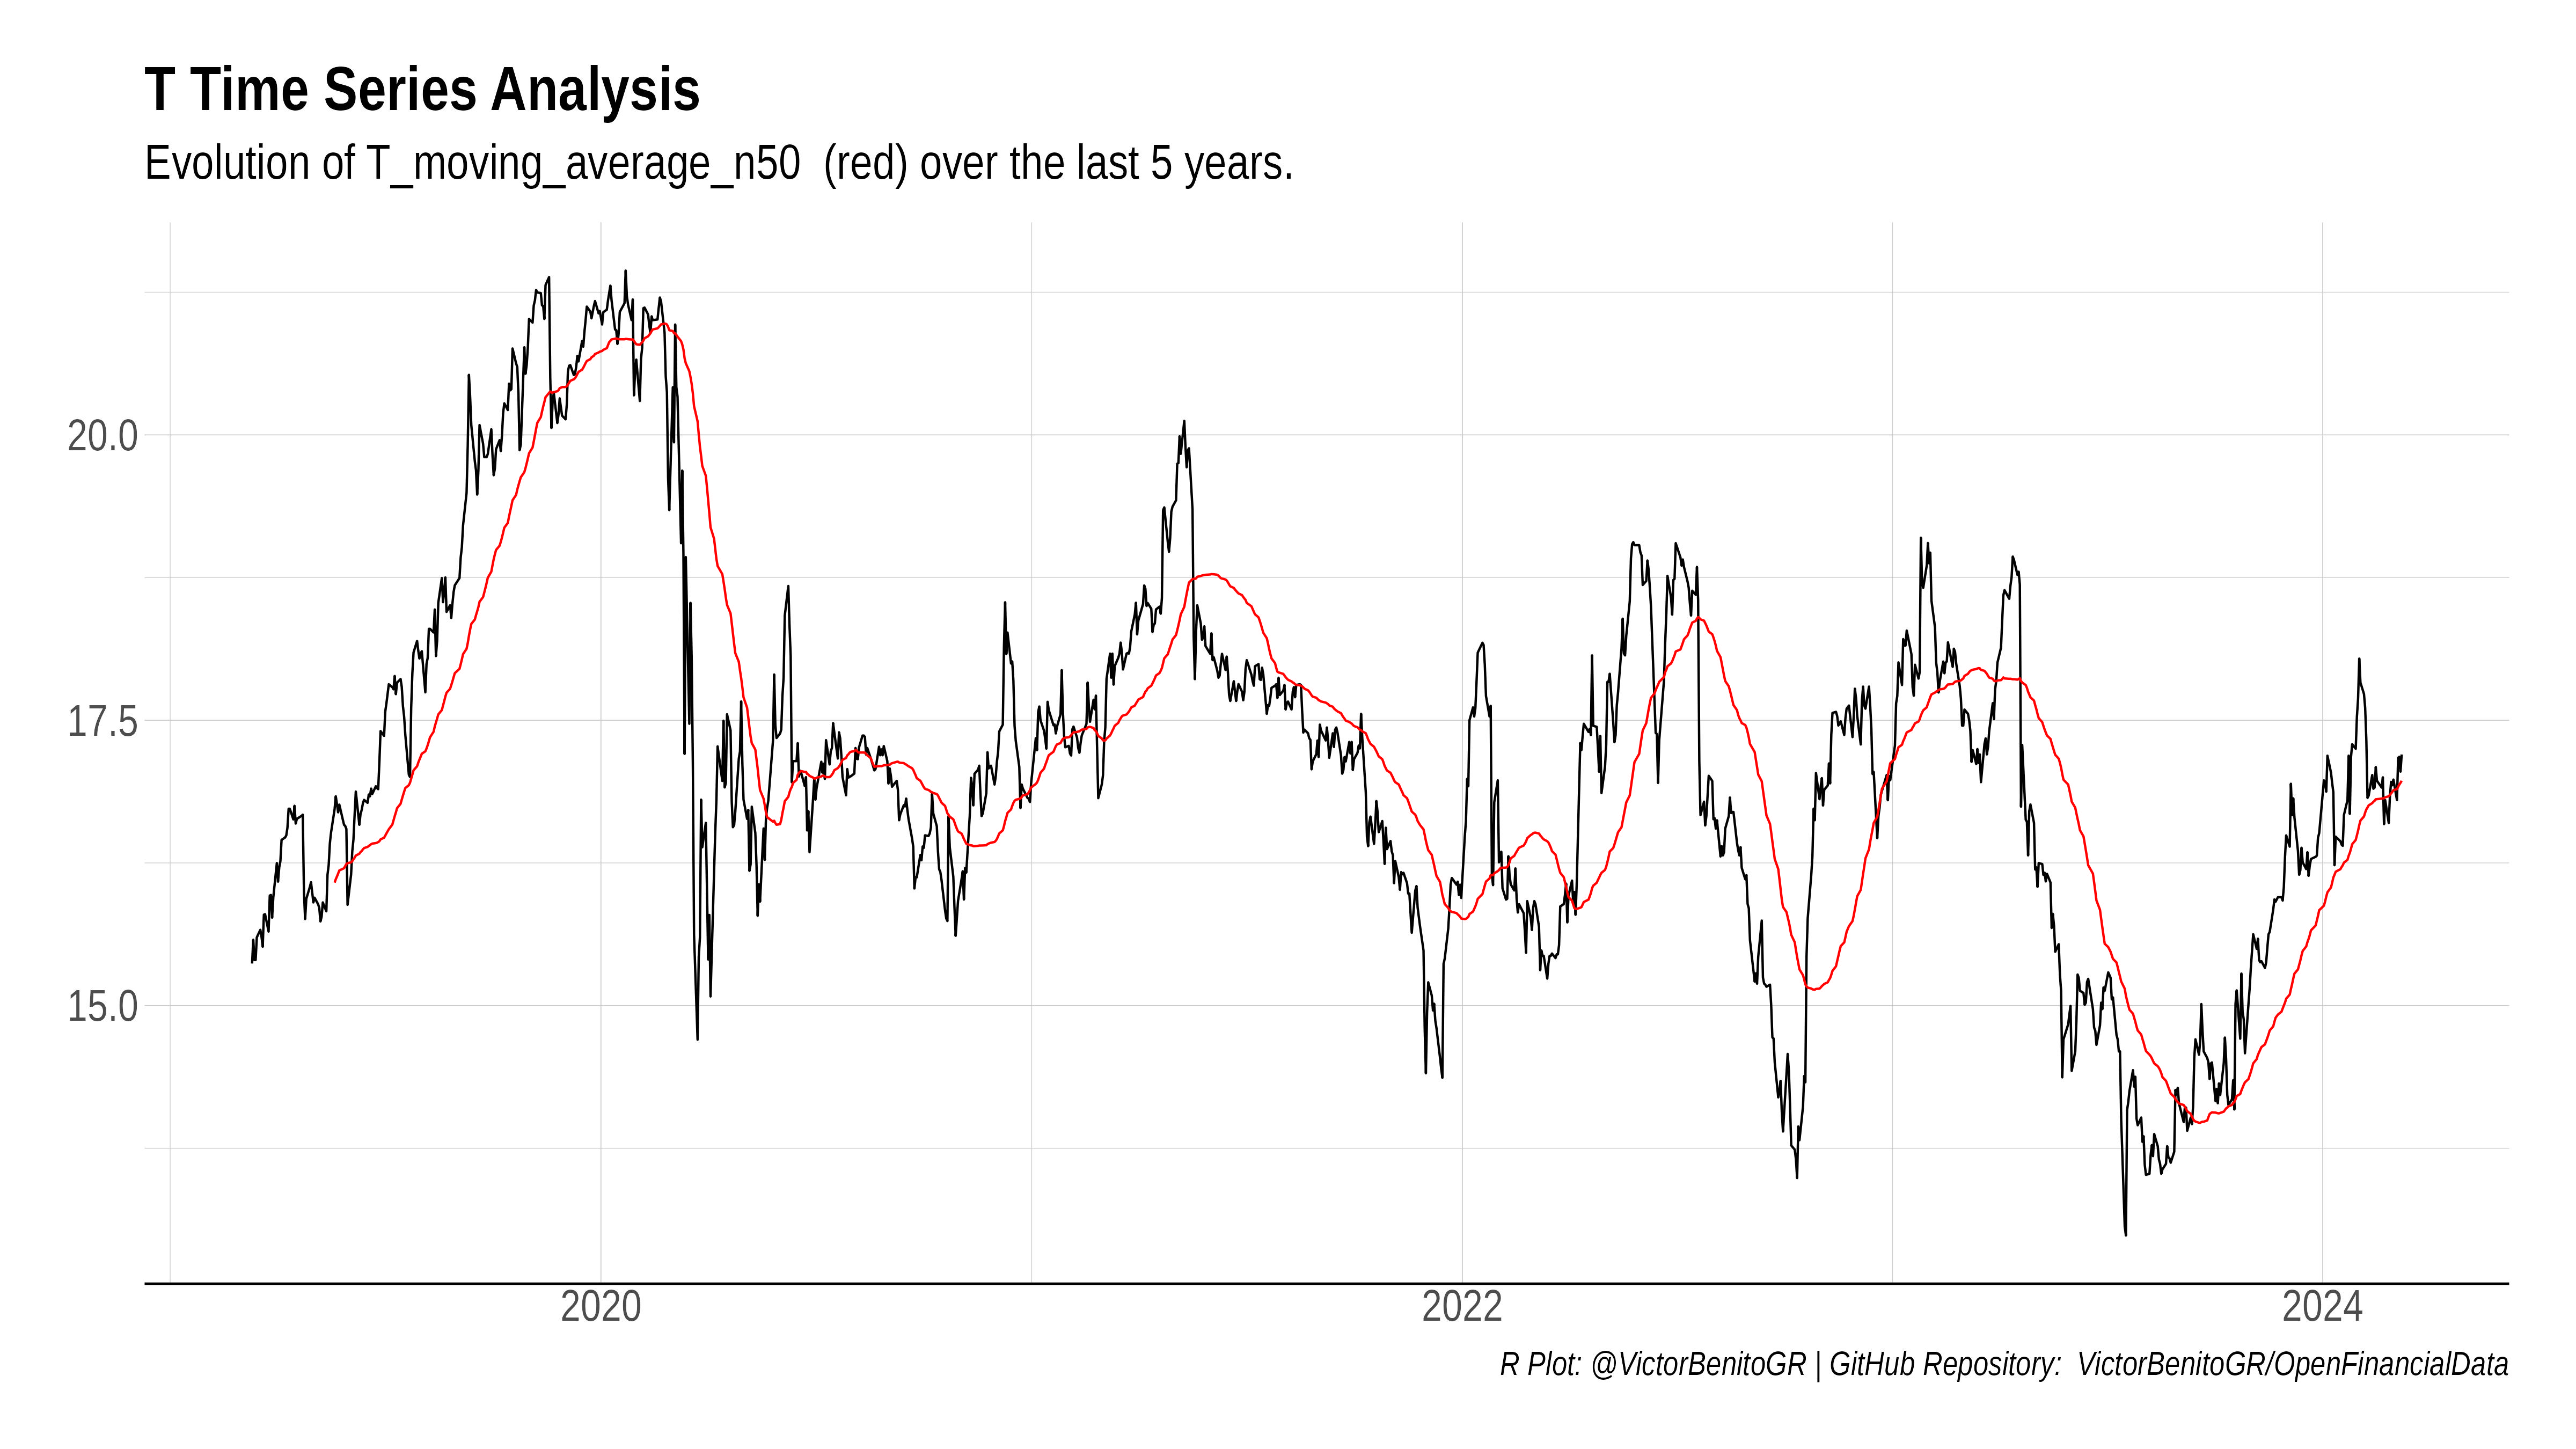 T Time Series Analysis
Evolution of T_moving_average_n50  (red) over the last 5 years.
20.0
17.5
15.0
2020 2022 2024
R Plot: @VictorBenitoGR | GitHub Repository:  VictorBenitoGR/OpenFinancialData